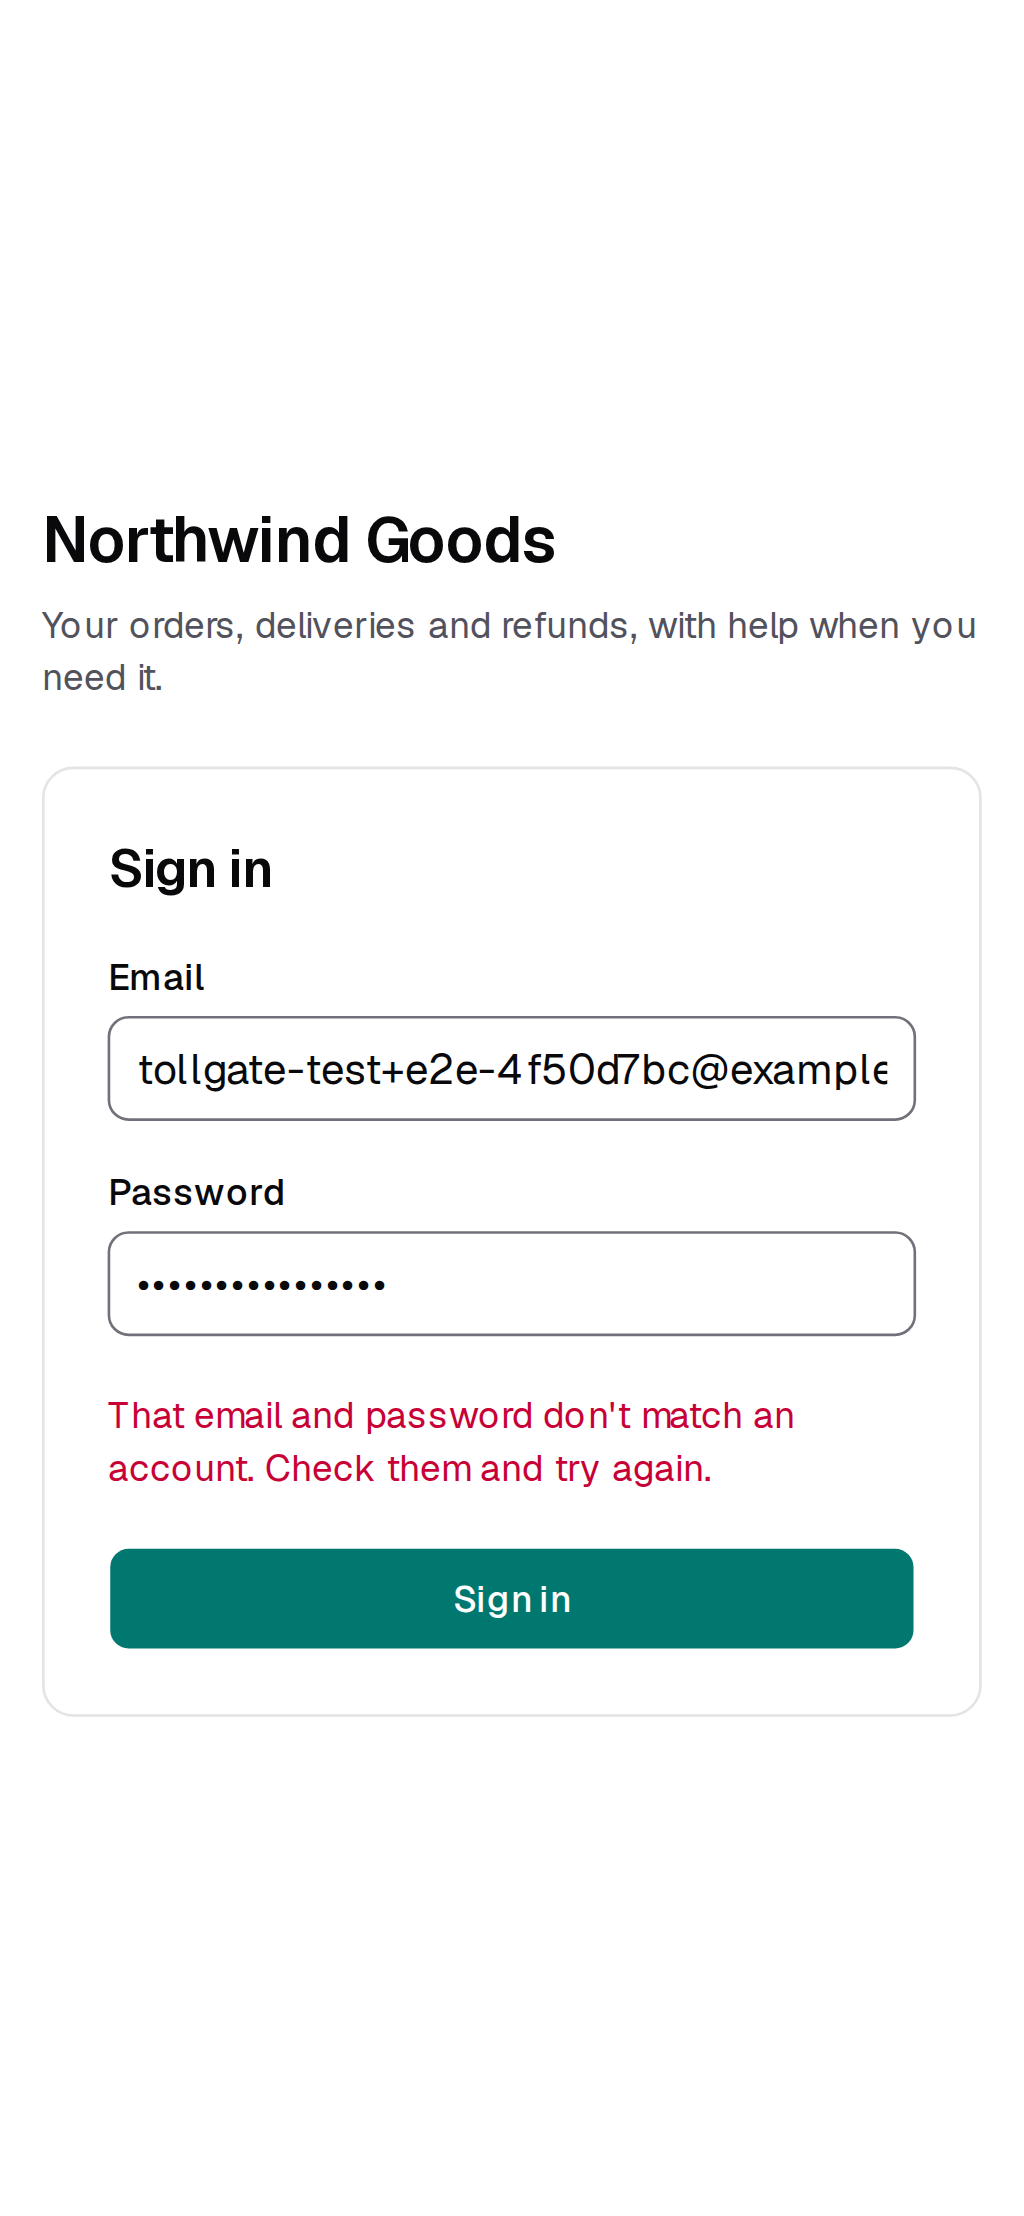 Northwind Goods
Your orders, deliveries and refunds, with help when you
need it.
Sign in
Email
tollgate-test+e2e-4f50d7bc@example
Password
••••••••••••••••
That email and password don't match an
account. Check them and try again.
Sign in